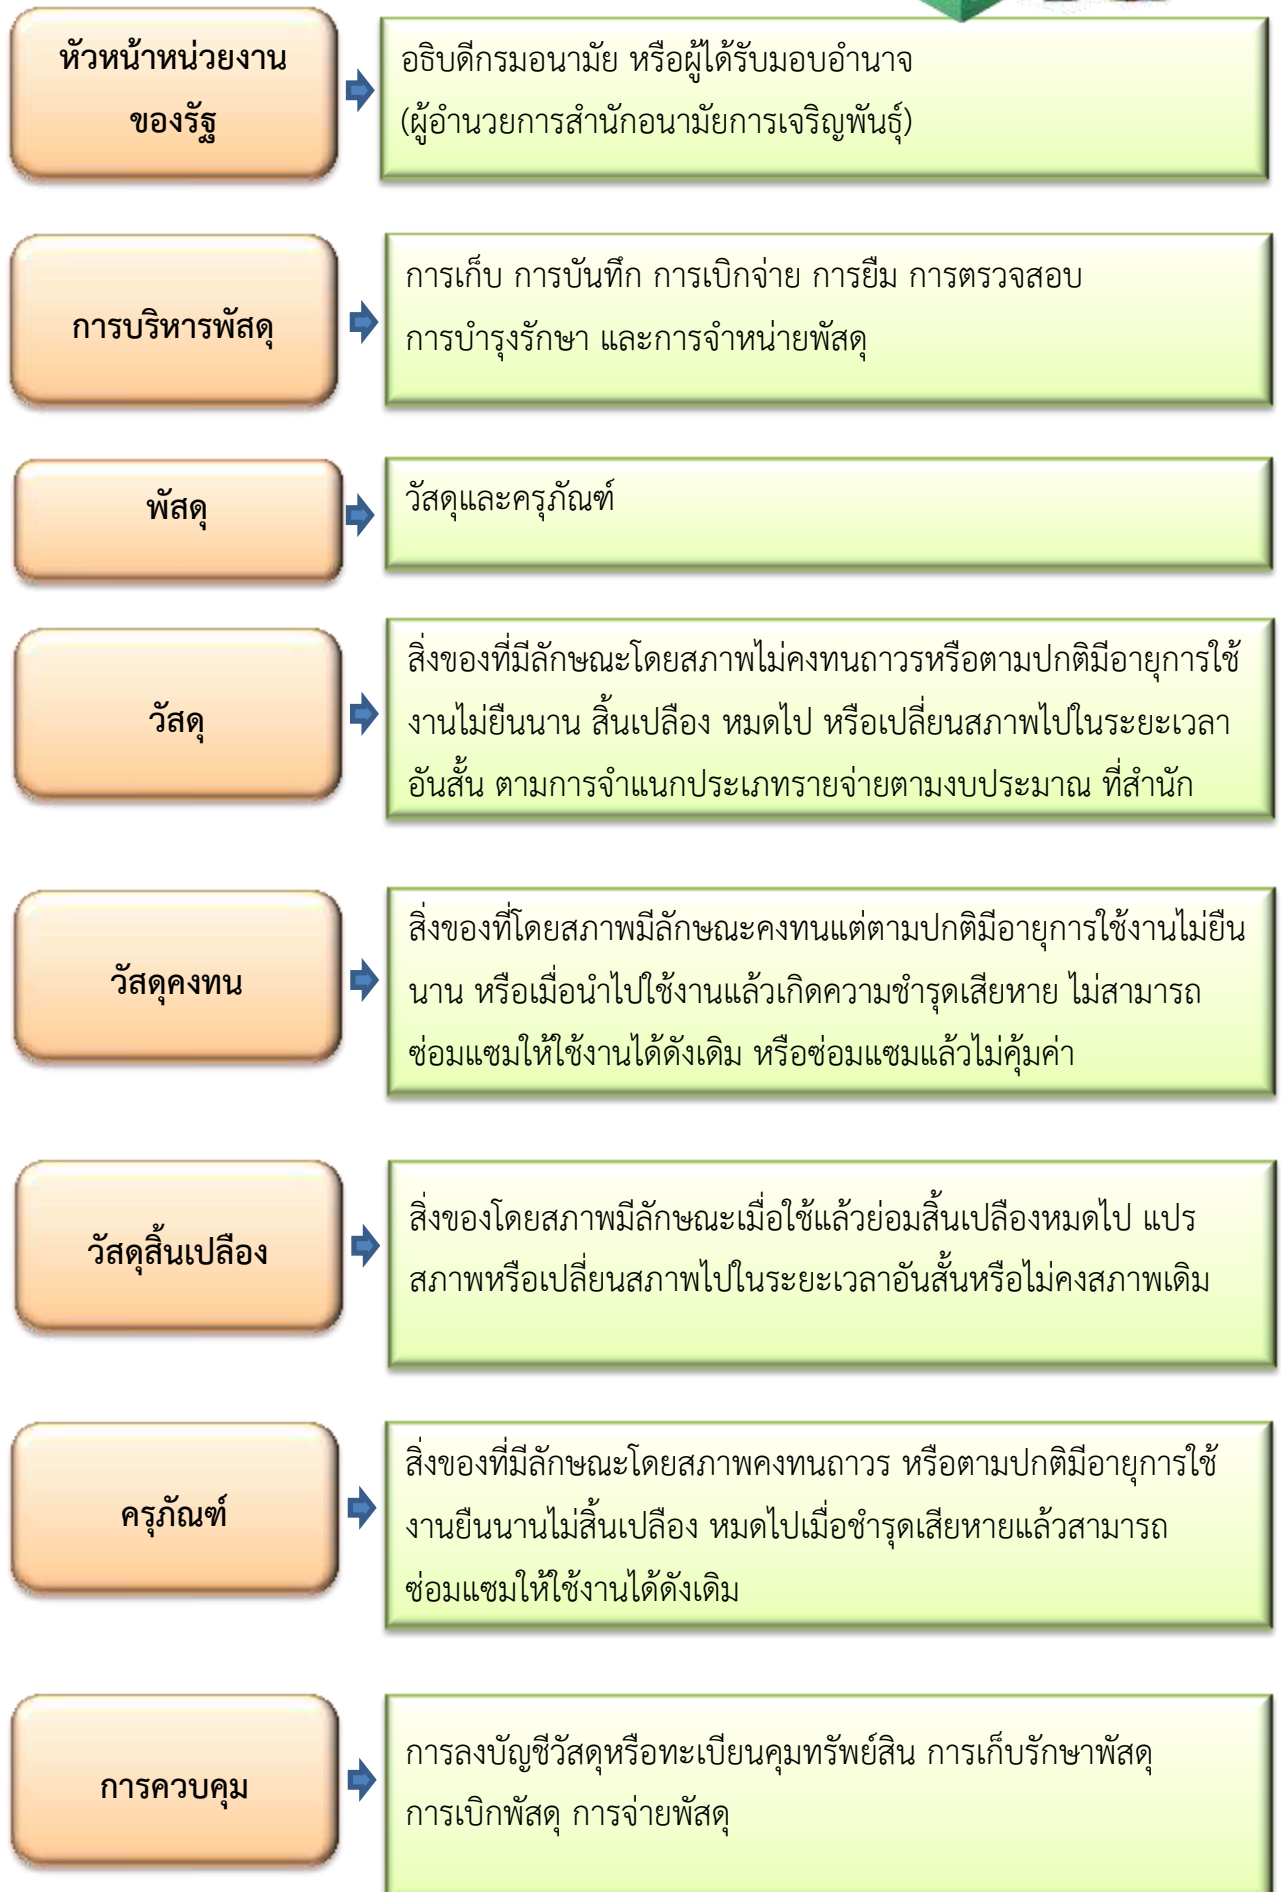 หัวหน้าหน่วยงาน
ของรัฐ
อธิบดีกรมอนามัย หรือผู้ได้รับมอบอำนาจ
(ผู้อำนวยการสำนักอนามัยการเจริญพันธุ์)
การบริหารพัสดุ
การเก็บ การบันทึก การเบิกจ่าย การยืม การตรวจสอบ
การบำรุงรักษา และการจำหน่ายพัสดุ
พัสดุ
วัสดุและครุภัณฑ์
วัสดุ
สิ่งของที่มีลักษณะโดยสภาพไม่คงทนถาวรหรือตามปกติมีอายุการใช้
งานไม่ยืนนาน สิ้นเปลือง หมดไป หรือเปลี่ยนสภาพไปในระยะเวลา
อันสั้น ตามการจำแนกประเภทรายจ่ายตามงบประมาณ ที่สำนัก
วัสดุคงทน
สิ่งของที่โดยสภาพมีลักษณะคงทนแต่ตามปกติมีอายุการใช้งานไม่ยืน
นาน หรือเมื่อนำไปใช้งานแล้วเกิดความชำรุดเสียหาย ไม่สามารถ
ซ่อมแซมให้ใช้งานได้ดังเดิม หรือซ่อมแซมแล้วไม่คุ้มค่า
วัสดุสิ้นเปลือง
สิ่งของโดยสภาพมีลักษณะเมื่อใช้แล้วย่อมสิ้นเปลืองหมดไป แปร
สภาพหรือเปลี่ยนสภาพไปในระยะเวลาอันสั้นหรือไม่คงสภาพเดิม
ครุภัณฑ์
สิ่งของที่มีลักษณะโดยสภาพคงทนถาวร หรือตามปกติมีอายุการใช้
งานยืนนานไม่สิ้นเปลือง หมดไปเมื่อชำรุดเสียหายแล้วสามารถ
ซ่อมแซมให้ใช้งานได้ดังเดิม
การควบคุม
การลงบัญชีวัสดุหรือทะเบียนคุมทรัพย์สิน การเก็บรักษาพัสดุ
การเบิกพัสดุ การจ่ายพัสดุ